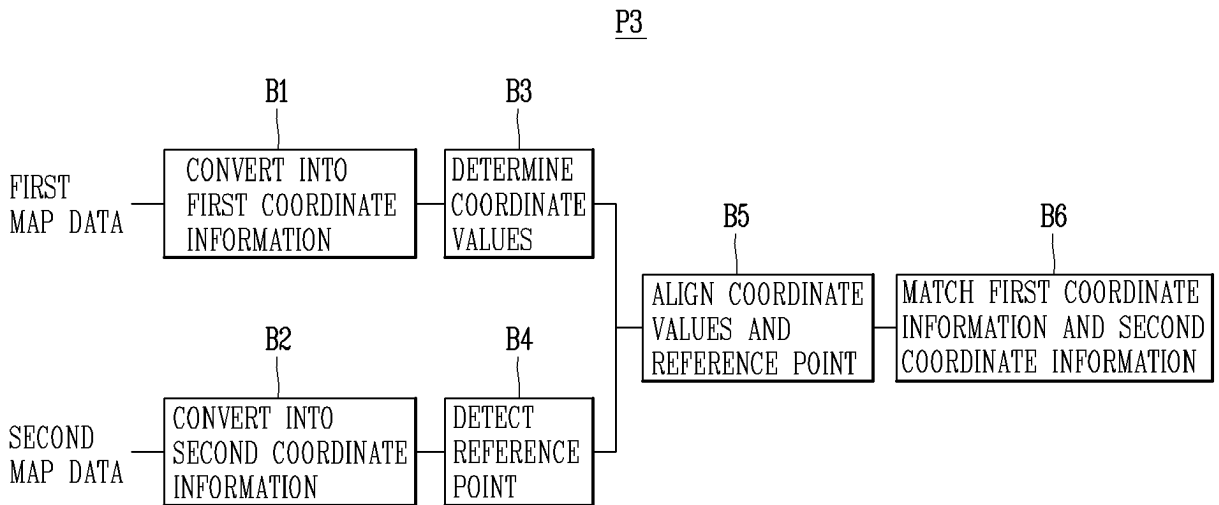 P3
B1
B3
FIRST
MAP DATA
CONVERT INTO
FIRST COORDINATE
INFORMATION
DETERMINE
COORDINATE
VALUES
B5
B6
ALIGN COORDINATE
VALUES AND
REFERENCE POINT
MATCH FIRST COORDINATE
INFORMATION AND SECOND
COORDINATE INFORMATION
B2
B4
SECOND
MAP DATA
CONVERT INTO
SECOND COORDINATE
INFORMATION
DETECT
REFERENCE
POINT